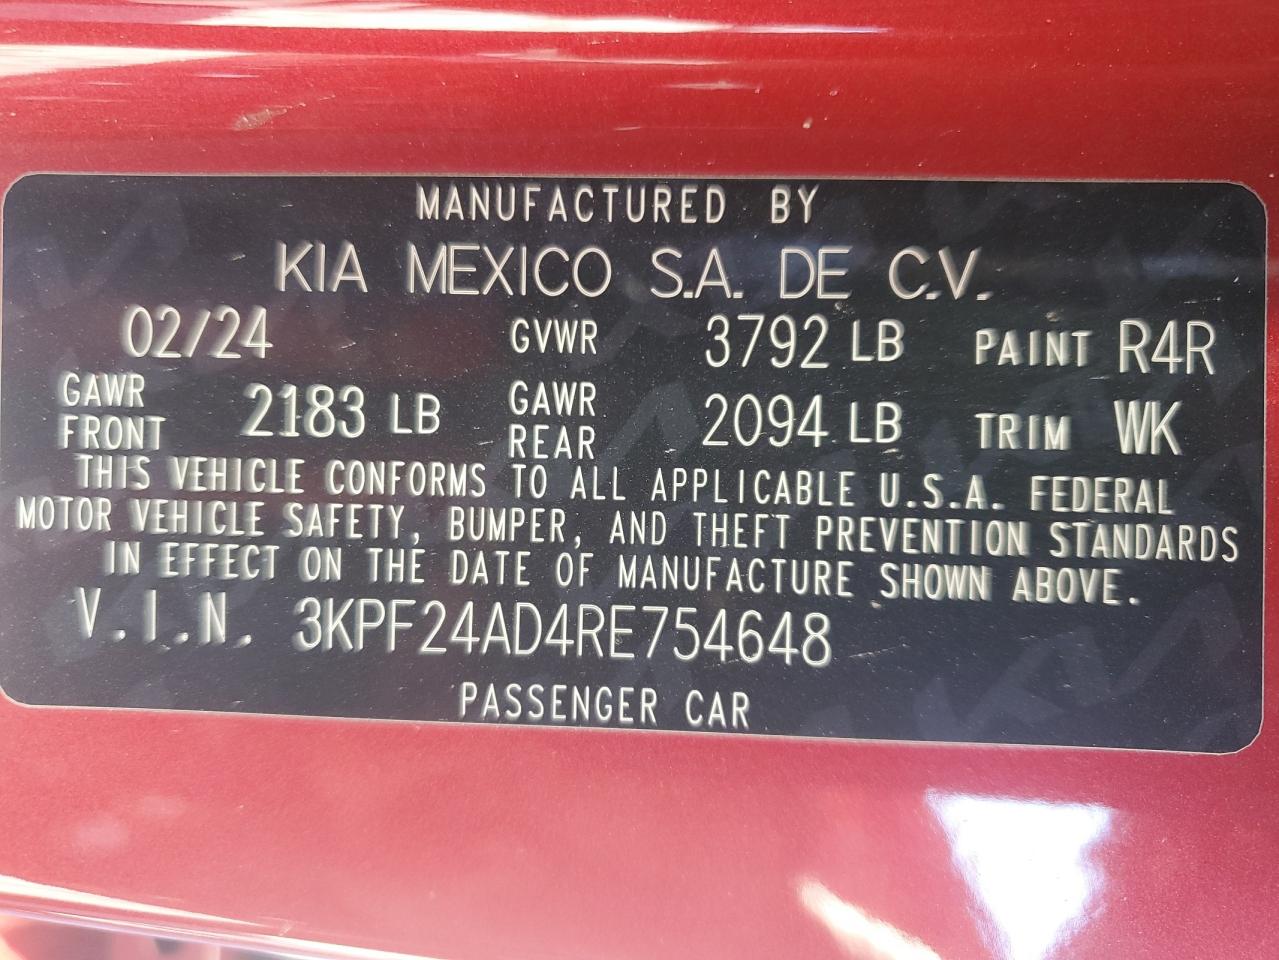 MANUFACTURED BY
KIA MEXICO S.A. DE C.V.
02/24 GVWR 3792 LB PAINT R4R
GAWR FRONT 2183 LB GAWR REAR 2094 LB TRIM WK
THIS VEHICLE CONFORMS TO ALL APPLICABLE U.S.A. FEDERAL
MOTOR VEHICLE SAFETY, BUMPER, AND THEFT PREVENTION STANDARDS
IN EFFECT ON THE DATE OF MANUFACTURE SHOWN ABOVE.
V.I.N. 3KPF24AD4RE754648
PASSENGER CAR